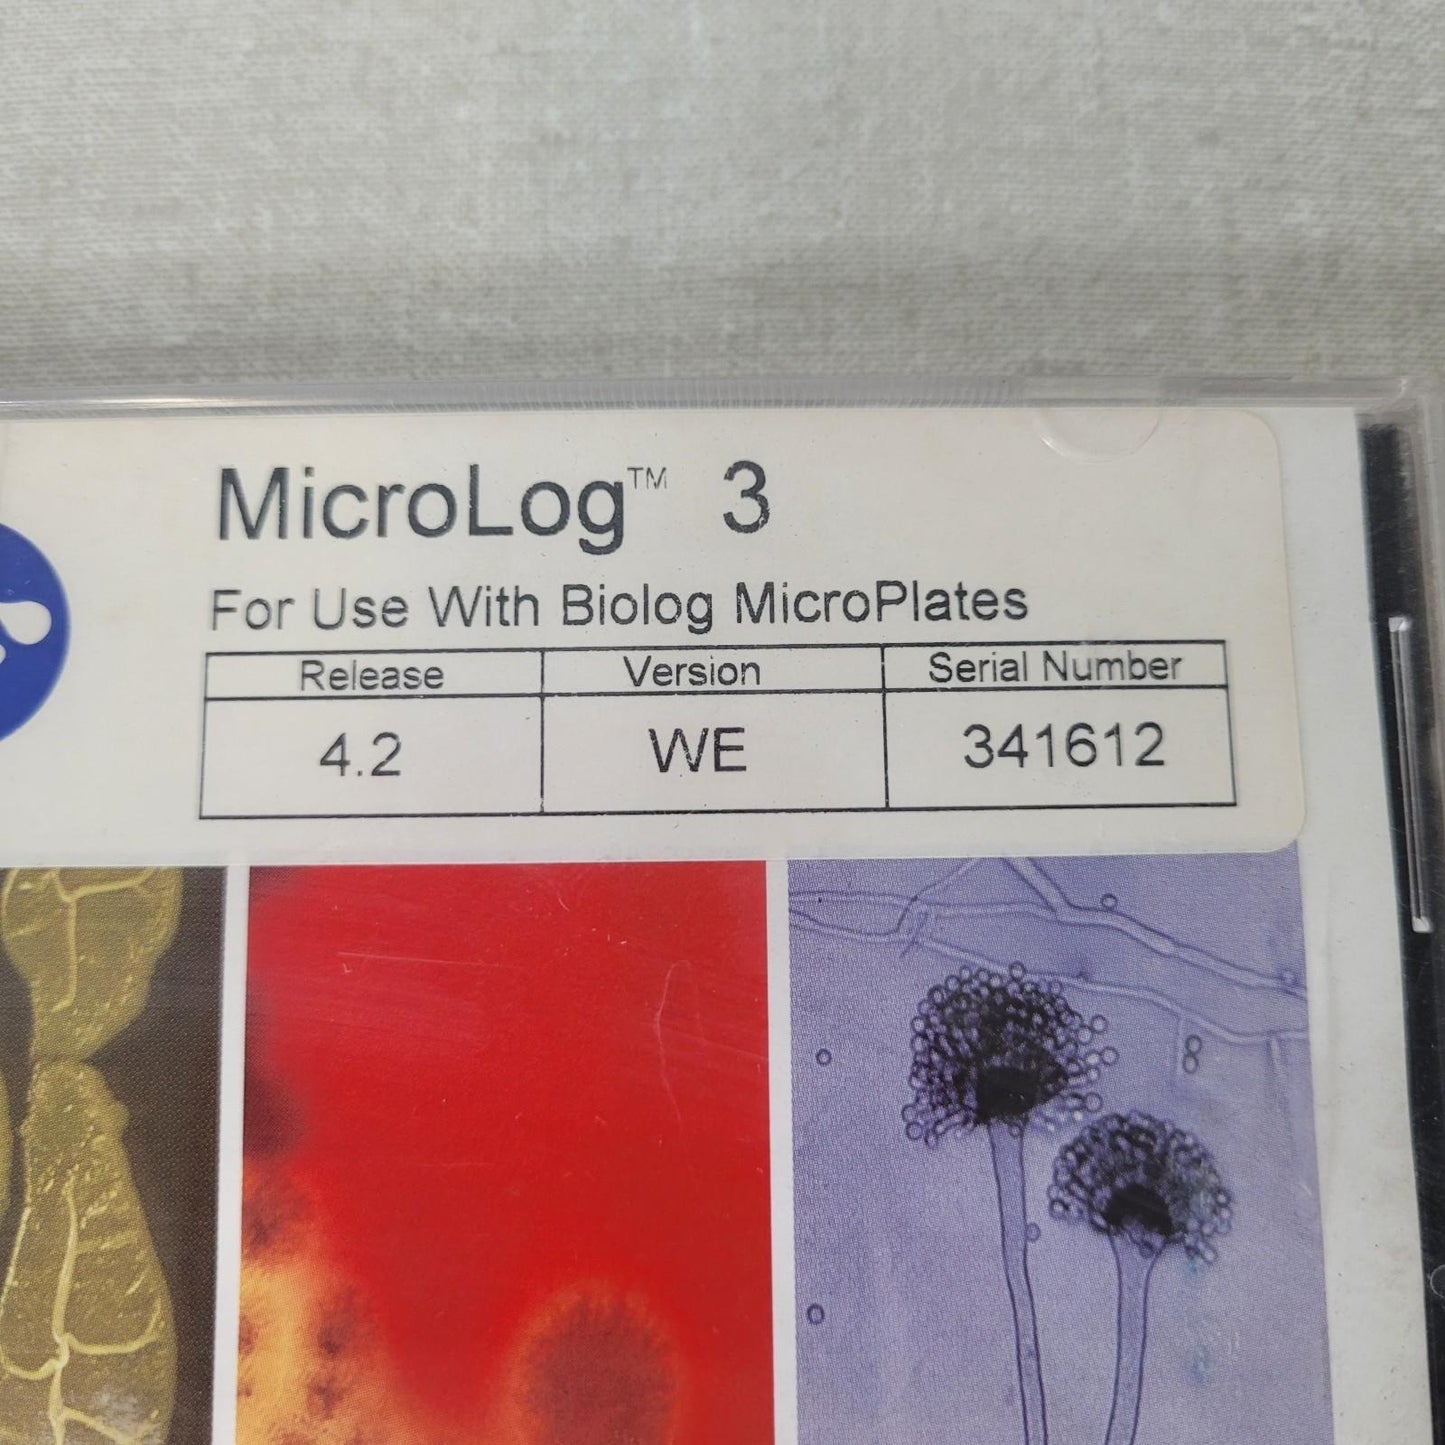 MicroLog™ 3
For Use With Biolog MicroPlates
Release Version Serial Number
4.2 WE 341612